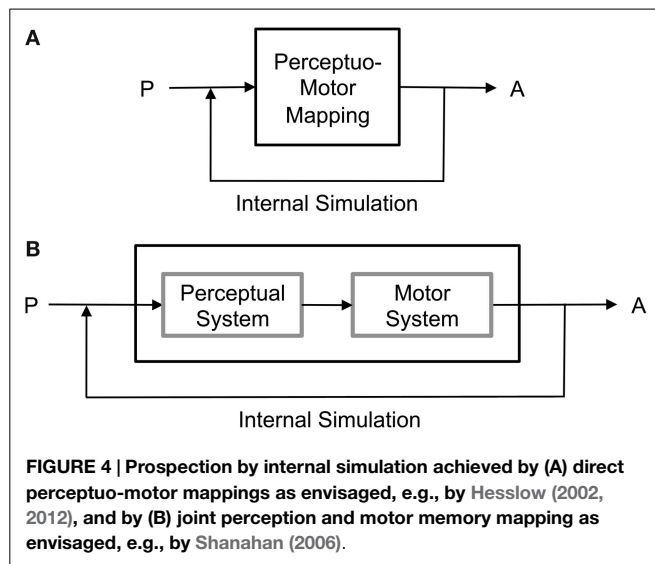 A
P
Perceptuo-
Motor
Mapping
A
Internal Simulation
B
P
Perceptual
System
Motor
System
A
Internal Simulation
FIGURE 4 | Prospection by internal simulation achieved by (A) direct
perceptuo-motor mappings as envisaged, e.g., by Hesslow (2002,
2012), and by (B) joint perception and motor memory mapping as
envisaged, e.g., by Shanahan (2006).